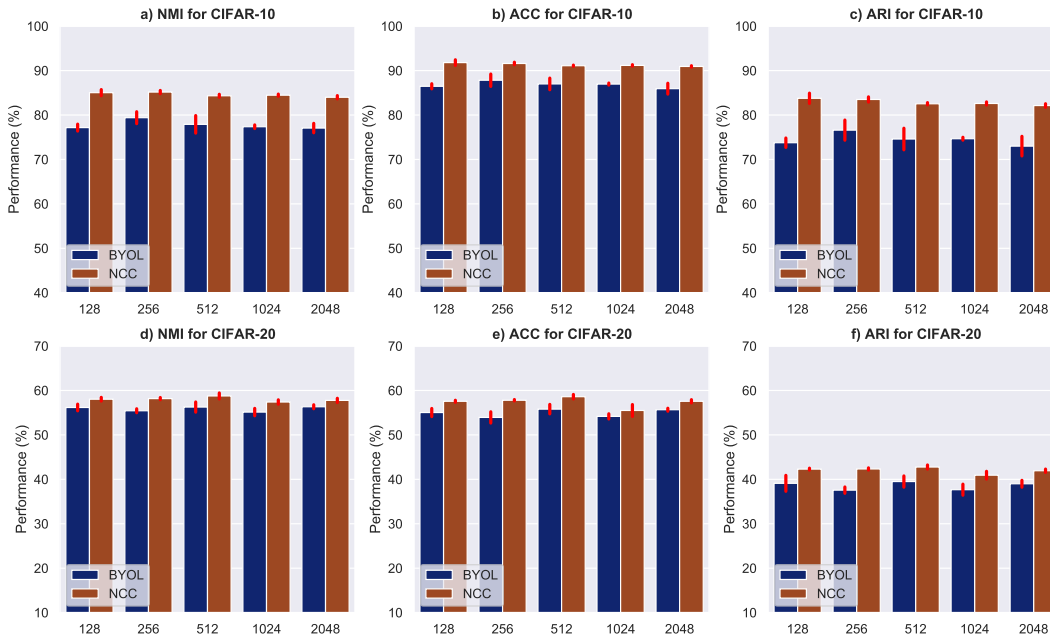 a) NMI for CIFAR-10
100
90
80
70
60
50
40
Performance (%)
BYOL
NCC
128 256 512 1024 2048
b) ACC for CIFAR-10
100
90
80
70
60
50
40
Performance (%)
BYOL
NCC
128 256 512 1024 2048
c) ARI for CIFAR-10
100
90
80
70
60
50
40
Performance (%)
BYOL
NCC
128 256 512 1024 2048
d) NMI for CIFAR-20
70
60
50
40
30
20
10
Performance (%)
BYOL
NCC
128 256 512 1024 2048
e) ACC for CIFAR-20
70
60
50
40
30
20
10
Performance (%)
BYOL
NCC
128 256 512 1024 2048
f) ARI for CIFAR-20
70
60
50
40
30
20
10
Performance (%)
BYOL
NCC
128 256 512 1024 2048